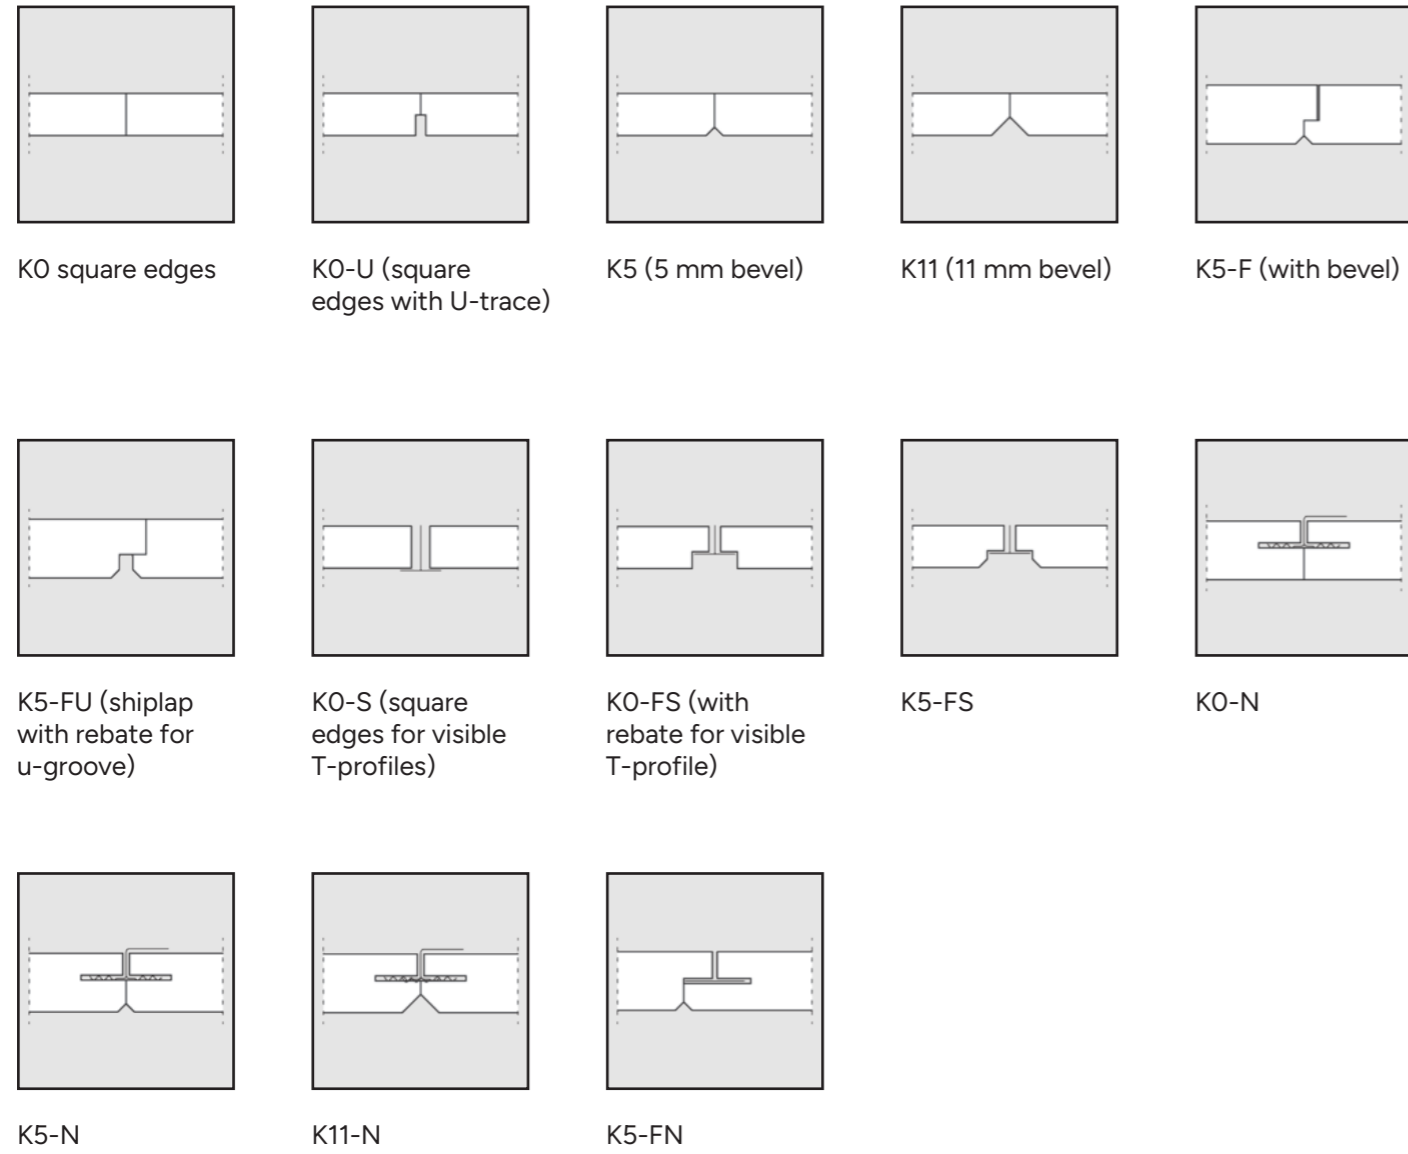 K0 square edges
K0-U (square
edges with U-trace)
K5 (5 mm bevel)
K11 (11 mm bevel)
K5-F (with bevel)
K5-FU (shiplap
with rebate for
u-groove)
K0-S (square
edges for visible
T-profiles)
K0-FS (with
rebate for visible
T-profile)
K5-FS
K0-N
K5-N
K11-N
K5-FN